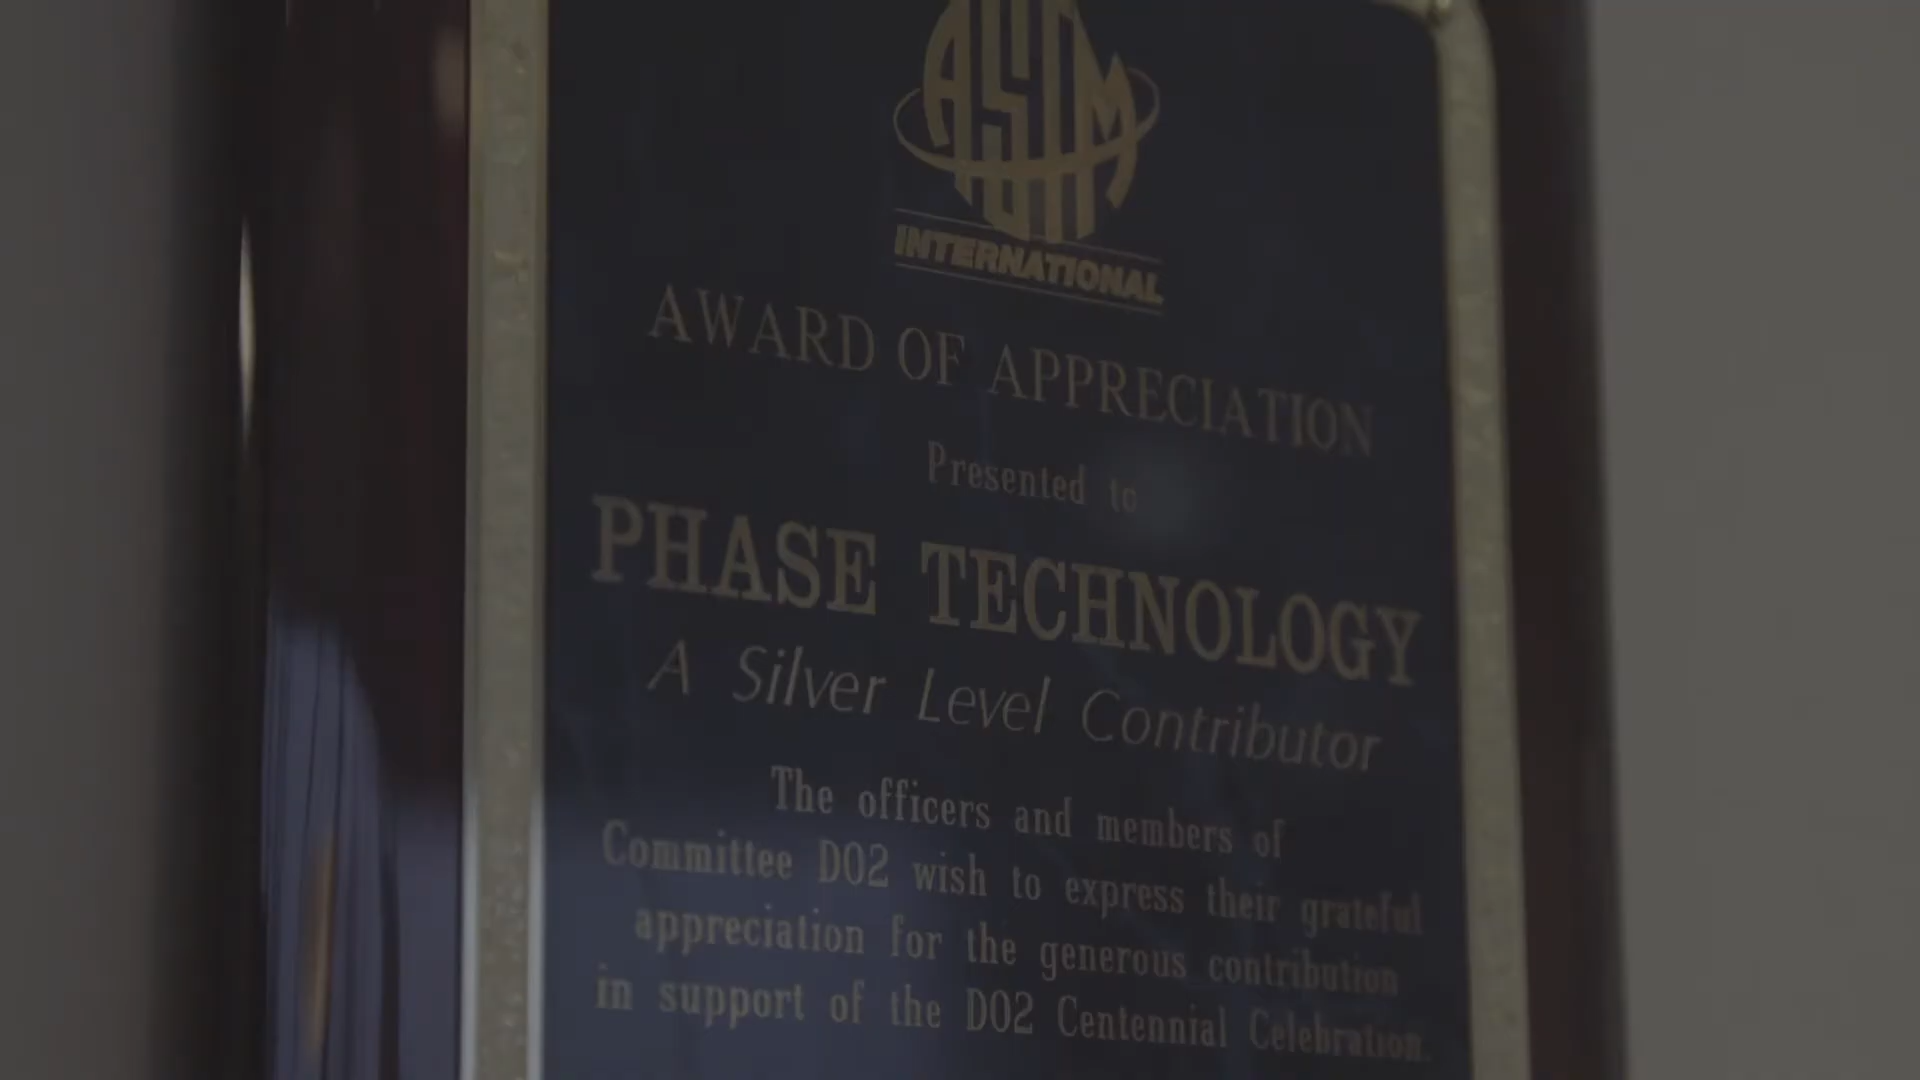 ASTM
INTERNATIONAL
AWARD OF APPRECIATION
Presented to
PHASE TECHNOLOGY
A Silver Level Contributor
The officers and members of
Committee D02 wish to express their grateful
appreciation for the generous contribution
in support of the D02 Centennial Celebration.